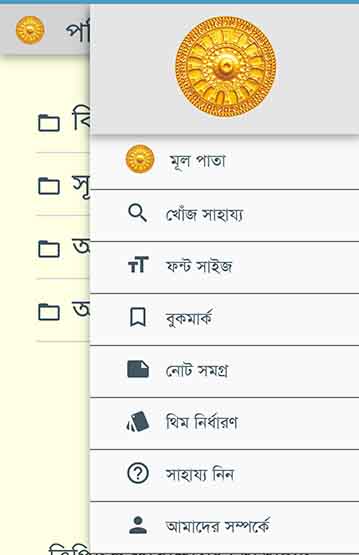 মূল পাতা
খোঁজ সাহায্য
ফন্ট সাইজ
বুকমার্ক
নোট সমগ্র
থিম নির্ধারণ
সাহায্য নিন
আমাদের সম্পর্কে